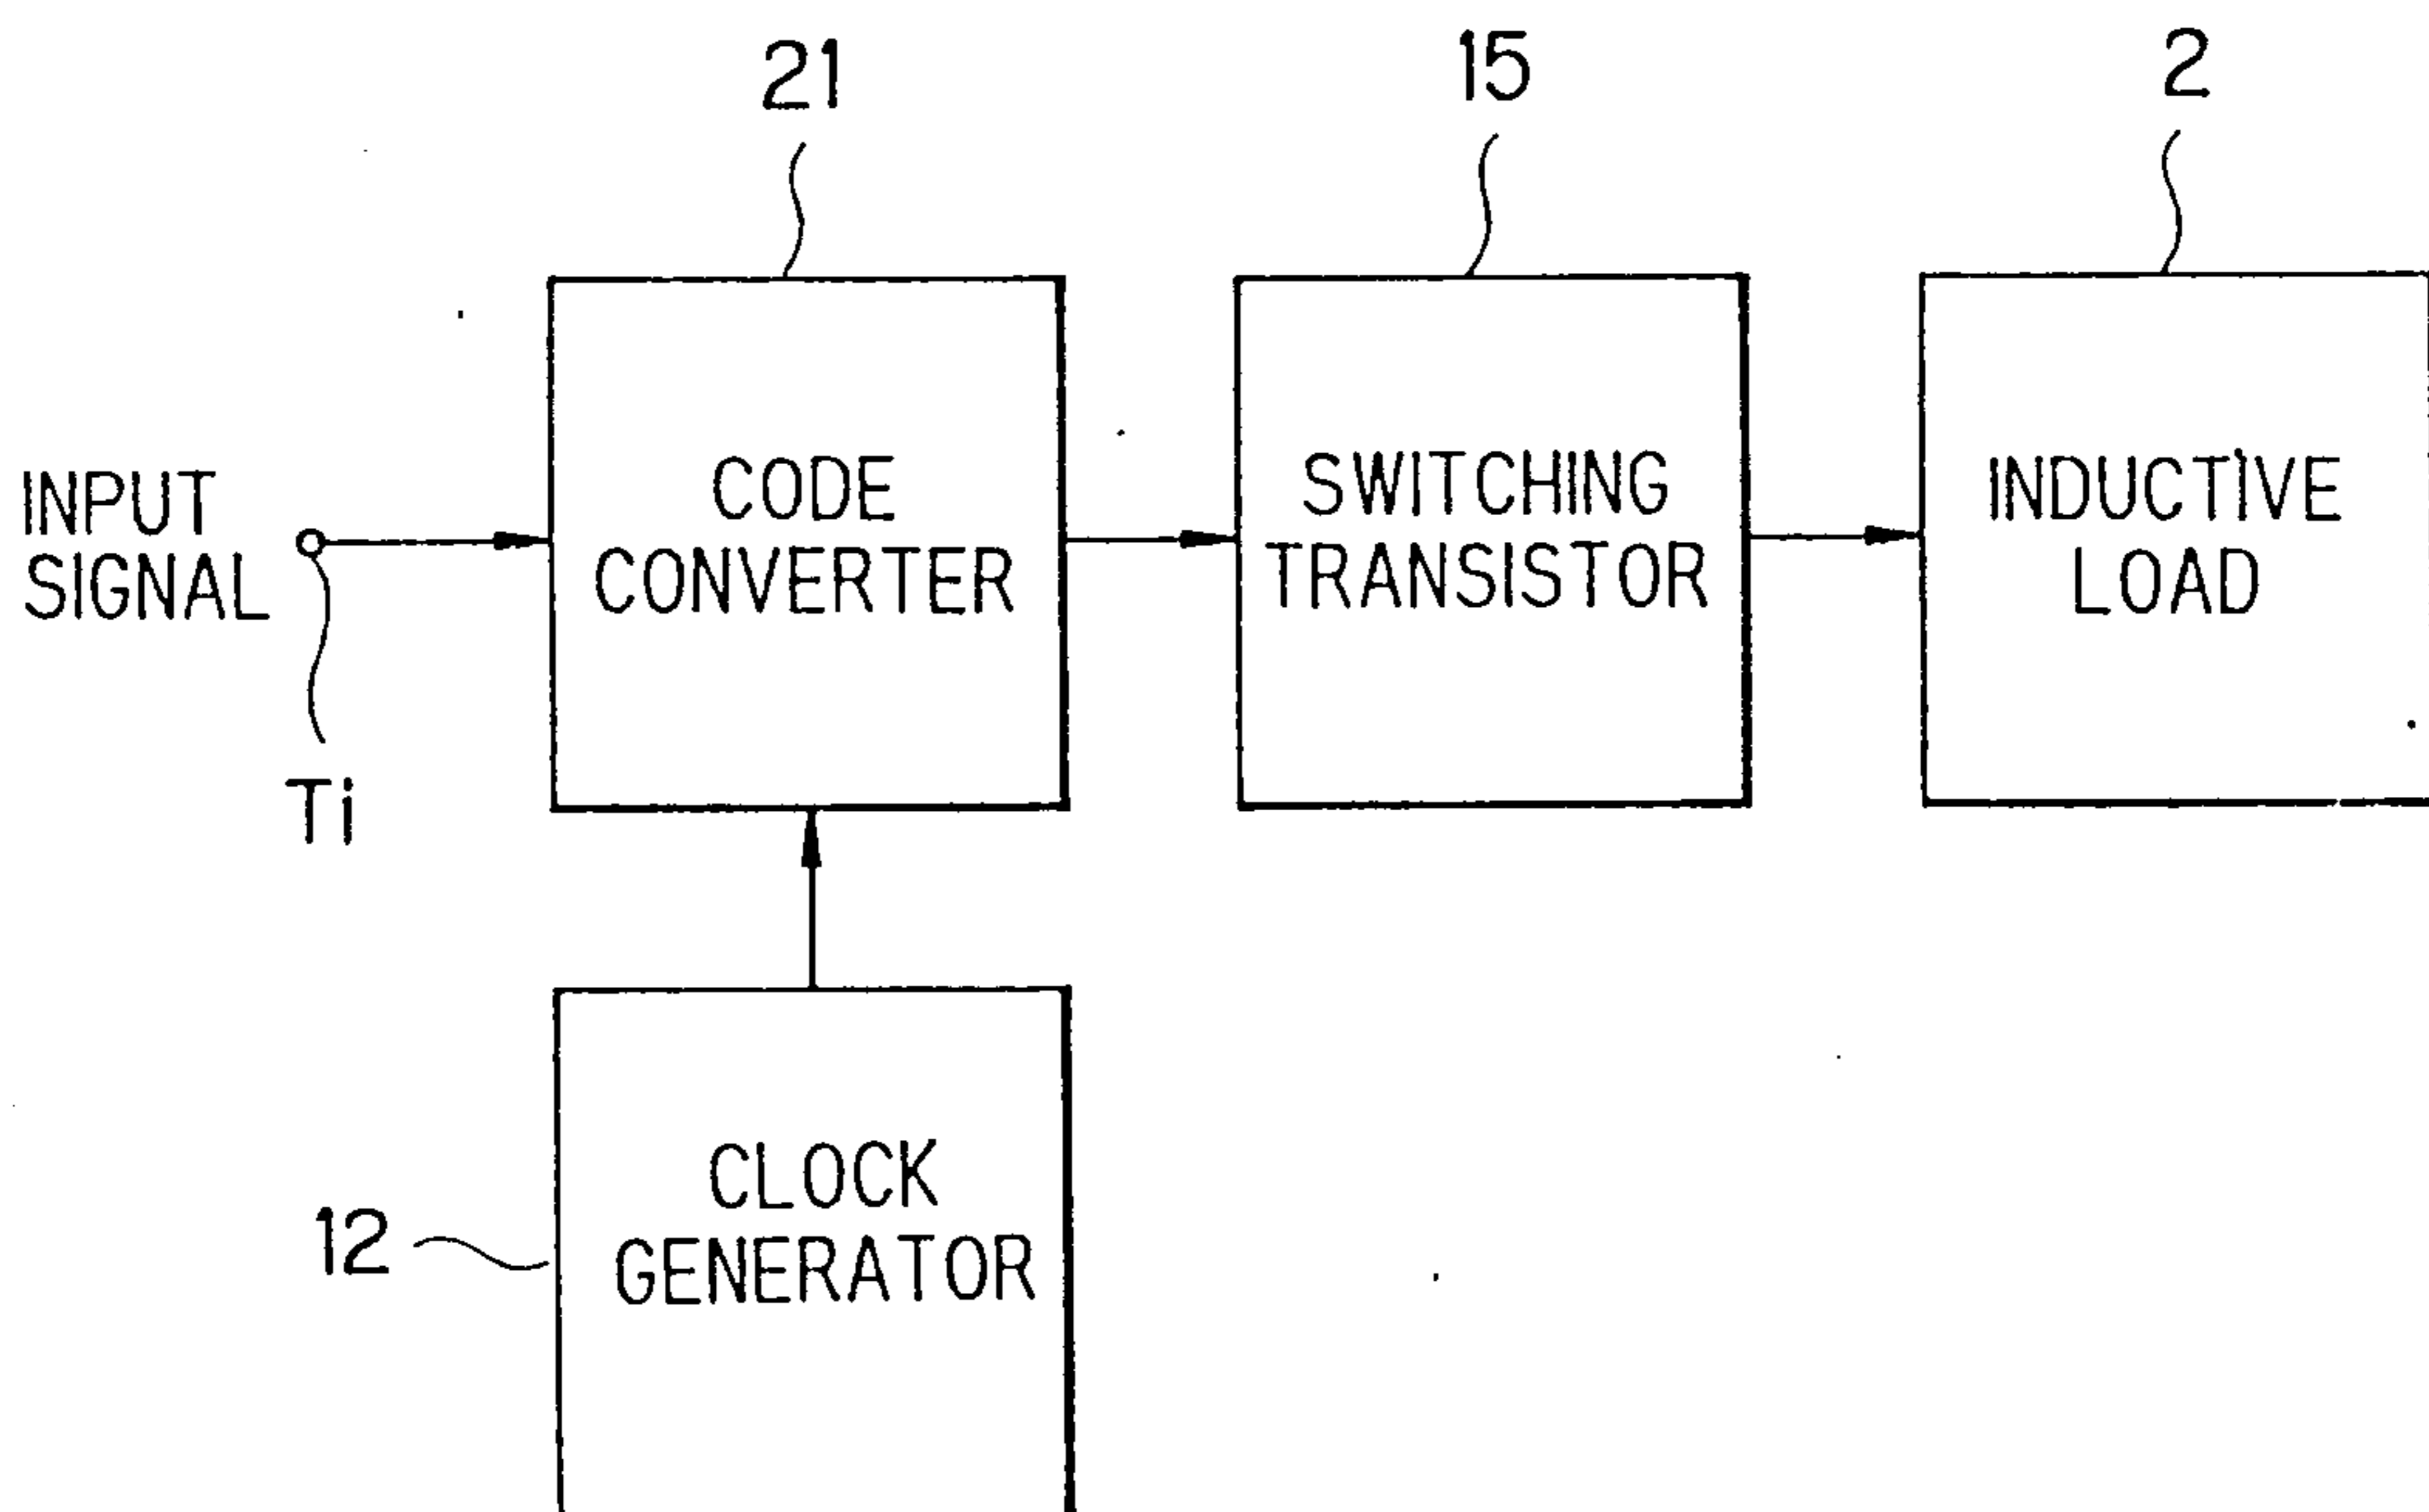 21
15
2
INPUT
SIGNAL
Ti
CODE
CONVERTER
SWITCHING
TRANSISTOR
INDUCTIVE
LOAD
12
CLOCK
GENERATOR